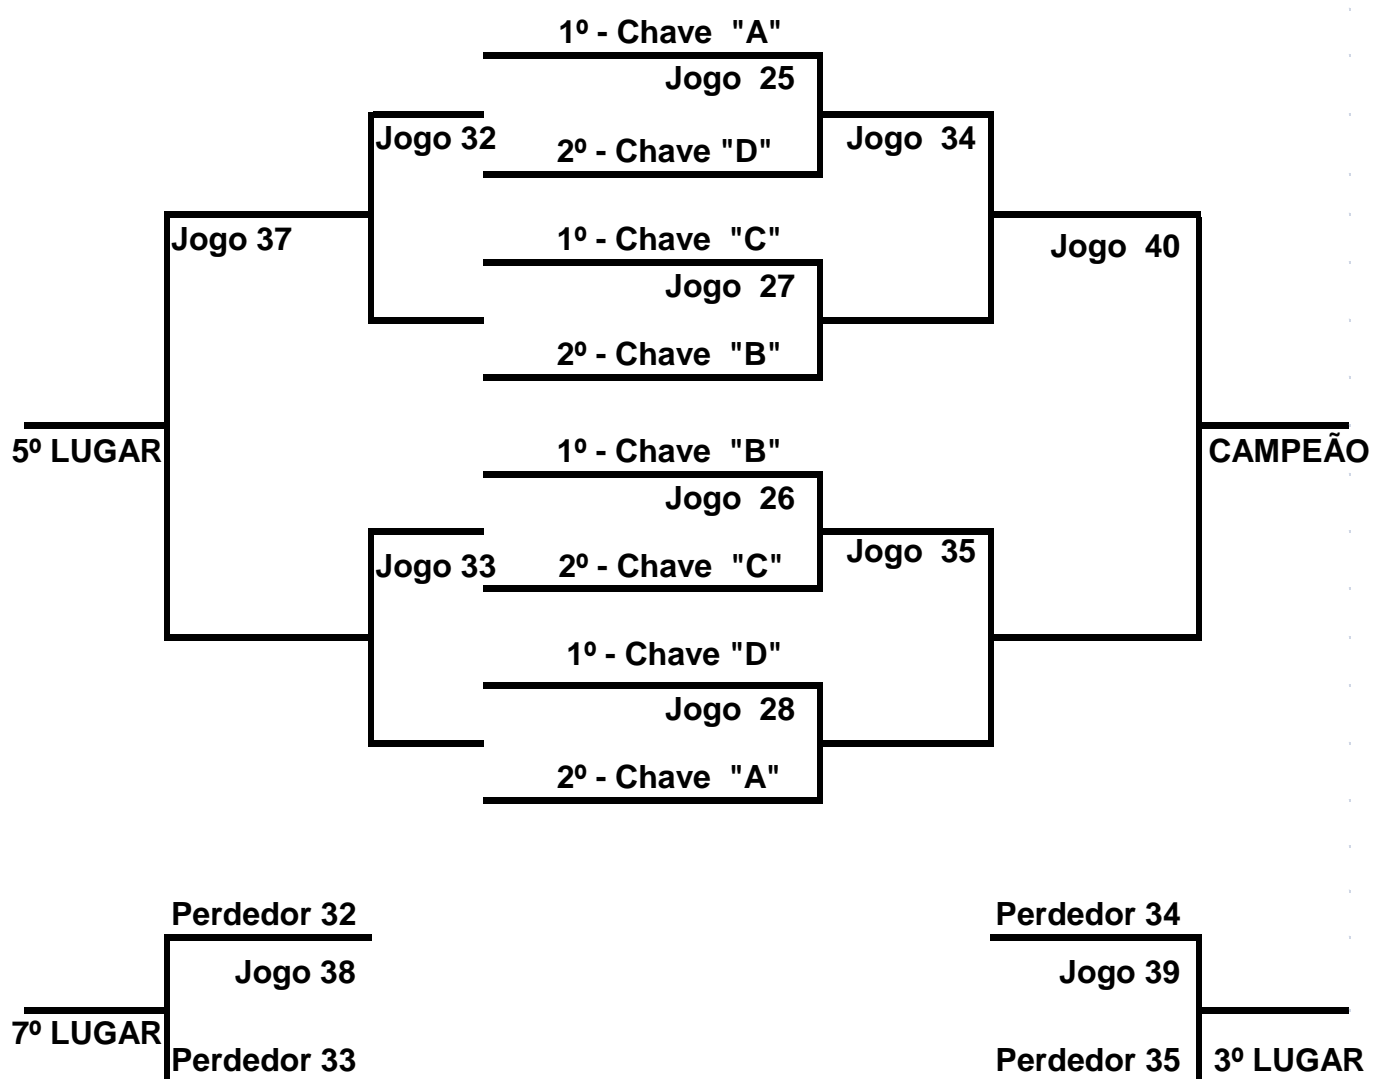 1º - Chave "A"
Jogo 25
Jogo 32
2º - Chave "D"
Jogo 34
Jogo 37
1º - Chave "C"
Jogo 40
Jogo 27
2º - Chave "B"
5º LUGAR
1º - Chave "B"
CAMPEÃO
Jogo 26
Jogo 33
2º - Chave "C"
Jogo 35
1º - Chave "D"
Jogo 28
2º - Chave "A"
Perdedor 32
Perdedor 34
Jogo 38
Jogo 39
7º LUGAR
Perdedor 33
Perdedor 35
3º LUGAR